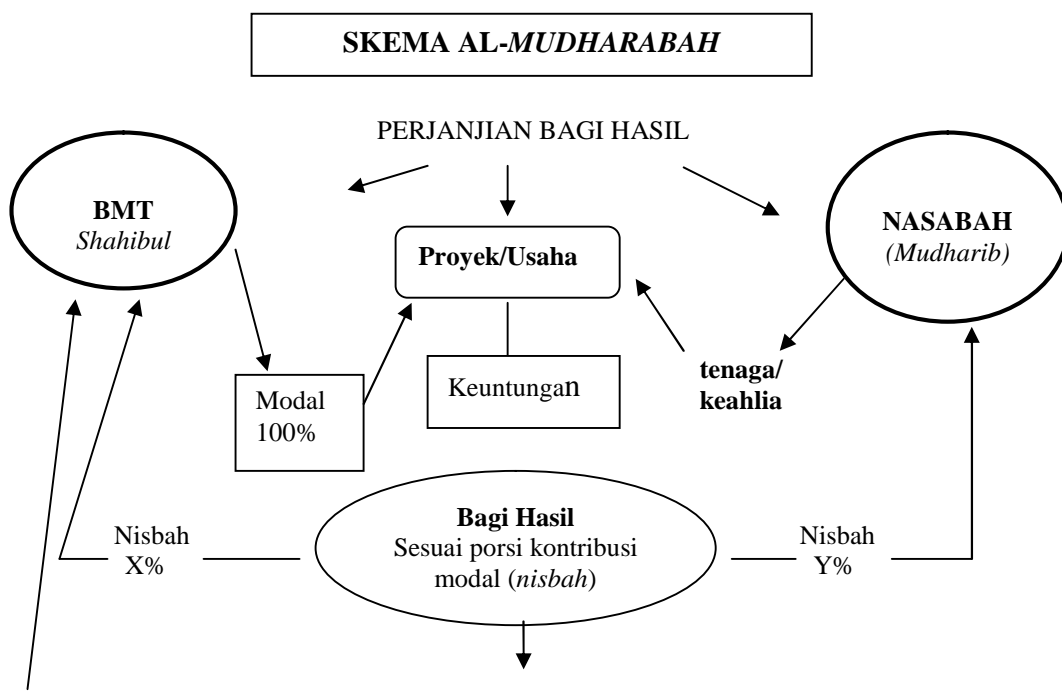 SKEMA AL-MUDHARABAH
PERJANJIAN BAGI HASIL
BMT
Shahibul
NASABAH
(Mudharib)
Proyek/Usaha
Modal
100%
Keuntungan
tenaga/
keahlia
Nisbah
X%
Bagi Hasil
Sesuai porsi kontribusi
modal (nisbah)
Nisbah
Y%